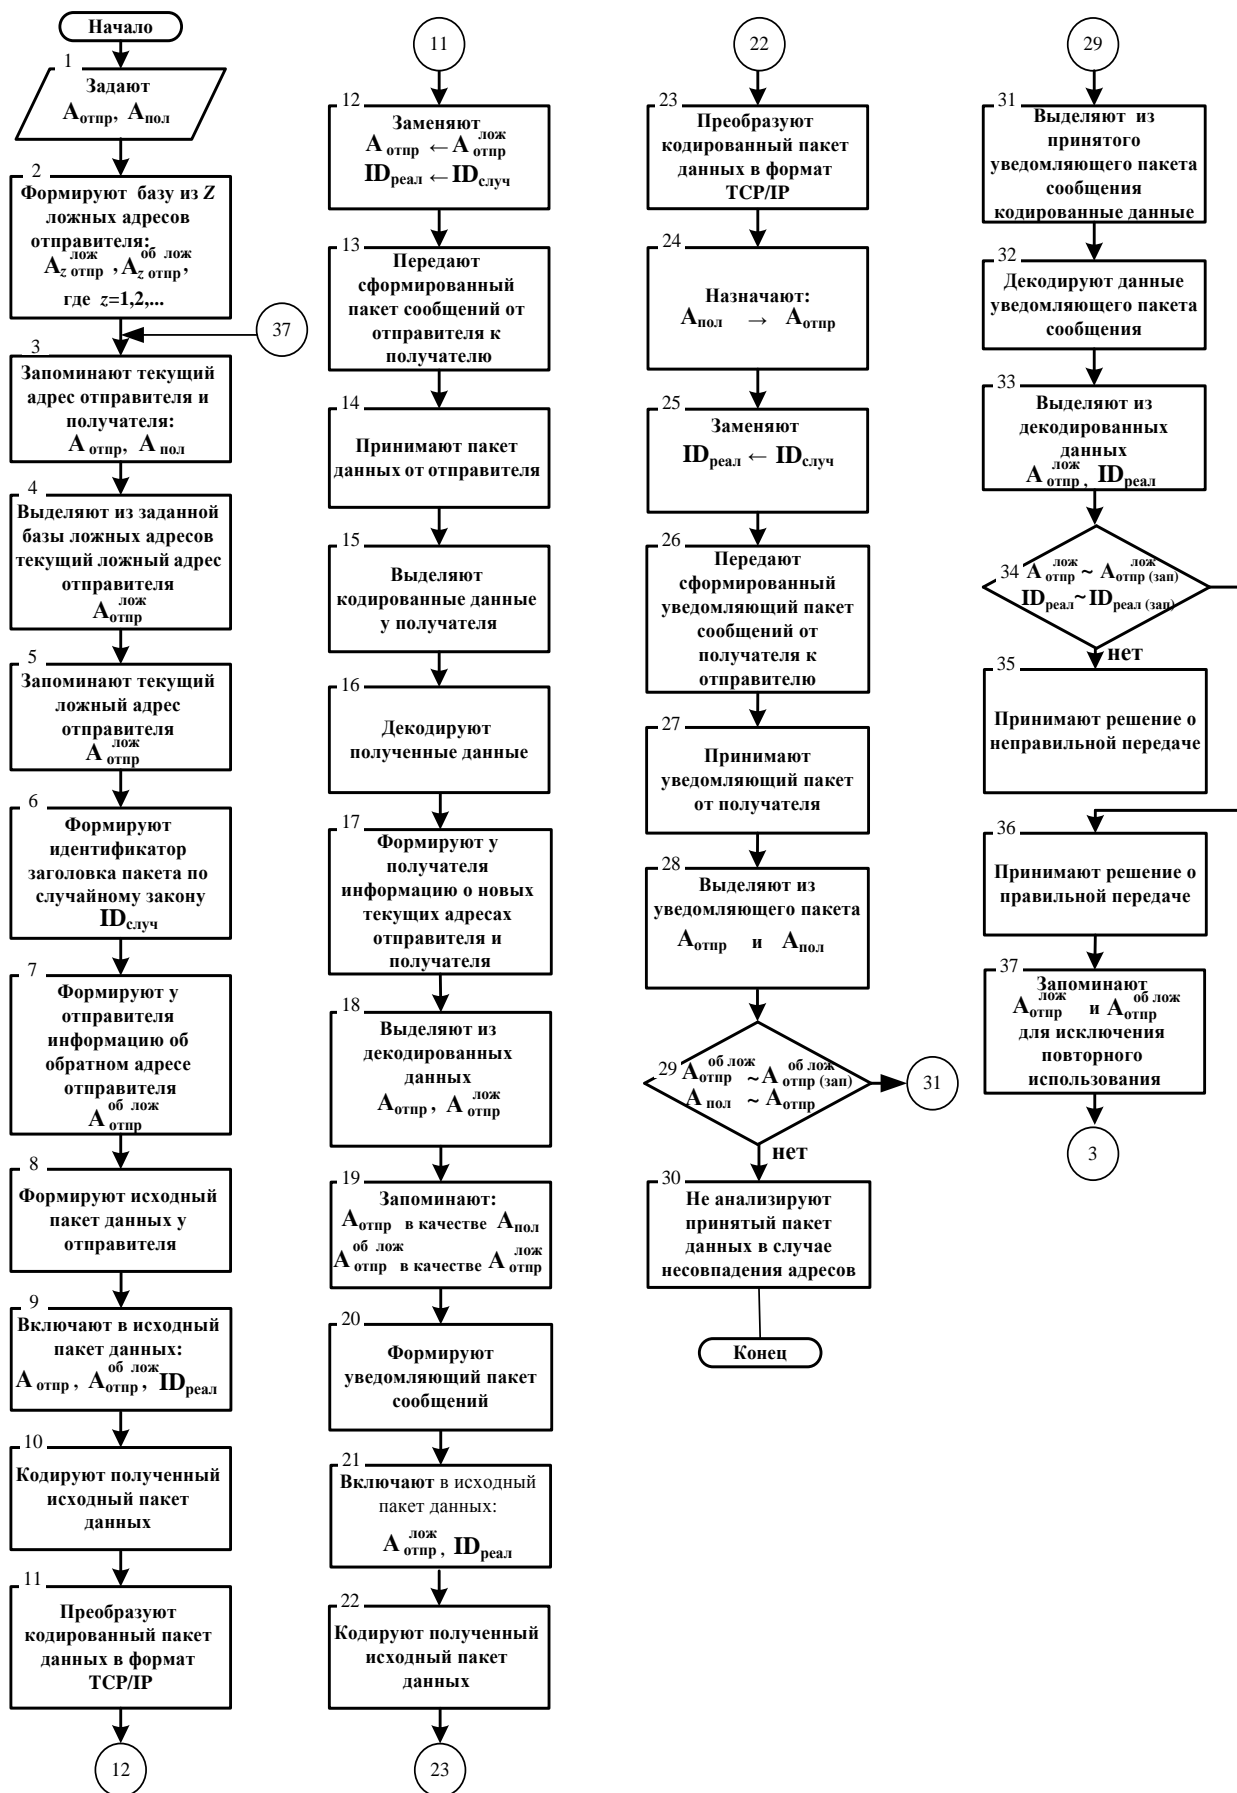 Начало
1
Задают
A отпр, A пол
2
Формируют базу из Z
ложных адресов
отправителя:
A z отпр лож, A z отпр об лож,
где z=1,2,...
37
3
Запоминают текущий
адрес отправителя и
получателя:
A отпр, A пол
4
Выделяют из заданной
базы ложных адресов
текущий ложный адрес
отправителя
A отпр лож
5
Запоминают текущий
ложный адрес
отправителя
A отпр лож
6
Формируют
идентификатор
заголовка пакета по
случайному закону
ID случ
7
Формируют у
отправителя
информацию об
обратном адресе
отправителя
A отпр об лож
8
Формируют исходный
пакет данных у
отправителя
9
Включают в исходный
пакет данных:
A отпр, A отпр об лож, ID реал
10
Кодируют полученный
исходный пакет
данных
11
Преобразуют
кодированный пакет
данных в формат
TCP/IP
12
11
12
Заменяют
A отпр ← A отпр лож
ID реал ← ID случ
13
Передают
сформированный
пакет сообщений от
отправителя к
получателю
14
Принимают пакет
данных от отправителя
15
Выделяют
кодированные данные
у получателя
16
Декодируют
полученные данные
17
Формируют у
получателя
информацию о новых
текущих адресах
отправителя и
получателя
18
Выделяют из
декодированных
данных
A отпр, A отпр лож
19
Запоминают:
A отпр в качестве A пол
A отпр об лож в качестве A отпр лож
20
Формируют
уведомляющий пакет
сообщений
21
Включают в исходный
пакет данных:
A отпр лож, ID реал
22
Кодируют полученный
исходный пакет
данных
23
22
23
Преобразуют
кодированный пакет
данных в формат
TCP/IP
24
Назначают:
A пол → A отпр
25
Заменяют
ID реал ← ID случ
26
Передают
сформированный
уведомляющий пакет
сообщений от
получателя к
отправителю
27
Принимают
уведомляющий пакет
от получателя
28
Выделяют из
уведомляющего пакета
A отпр и A пол
29
A отпр об лож ~ A отпр (зап) об лож
A пол ~ A отпр
31
нет
30
Не анализируют
принятый пакет
данных в случае
несовпадения адресов
Конец
29
31
Выделяют из
принятого
уведомляющего пакета
сообщения
кодированные данные
32
Декодируют данные
уведомляющего пакета
сообщения
33
Выделяют из
декодированных
данных
A отпр лож, ID реал
34
A отпр лож ~ A отпр (зап) лож
ID реал ~ ID реал (зап)
нет
35
Принимают решение о
неправильной передаче
36
Принимают решение о
правильной передаче
37
Запоминают
A отпр лож и A отпр об лож
для исключения
повторного
использования
3